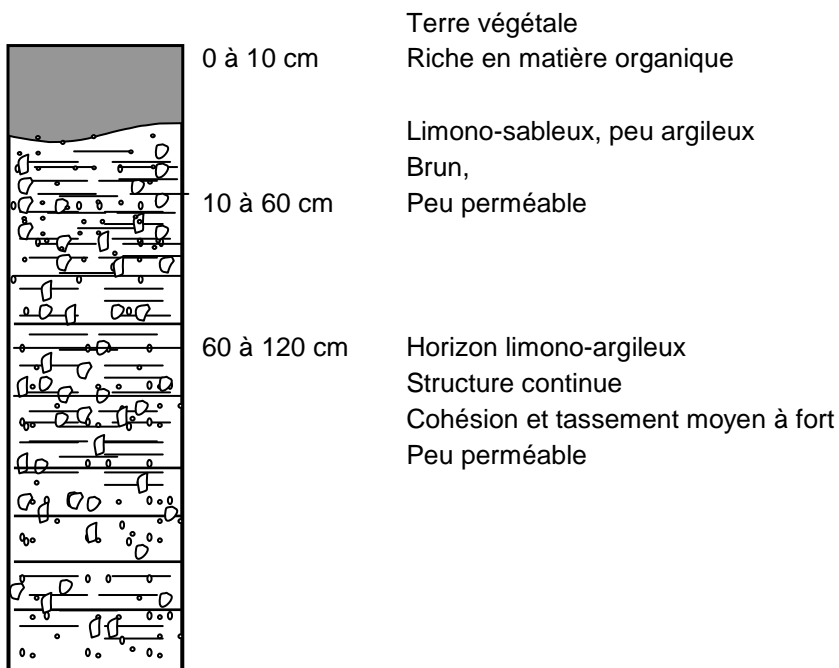 Terre végétale
0 à 10 cm Riche en matière organique
Limono-sableux, peu argileux
Brun,
10 à 60 cm Peu perméable
60 à 120 cm Horizon limono-argileux
Structure continue
Cohésion et tassement moyen à fort
Peu perméable